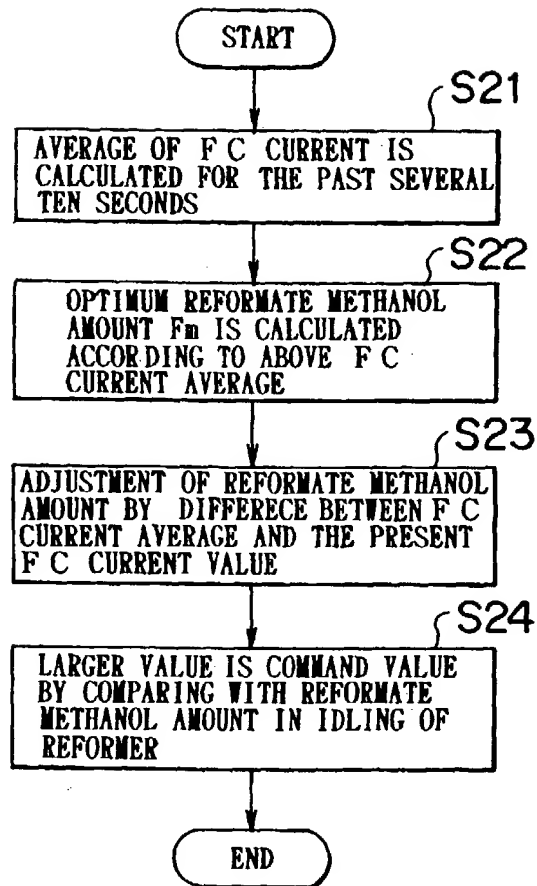 START
S21
AVERAGE OF F C CURRENT IS
CALCULATED FOR THE PAST SEVERAL
TEN SECONDS
S22
OPTIMUM REFORMATE METHANOL
AMOUNT Fm IS CALCULATED
ACCORDING TO ABOVE F C
CURRENT AVERAGE
S23
ADJUSTMENT OF REFORMATE METHANOL
AMOUNT BY DIFFERECE BETWEEN F C
CURRENT AVERAGE AND THE PRESENT
F C CURRENT VALUE
S24
LARGER VALUE IS COMMAND VALUE
BY COMPARING WITH REFORMATE
METHANOL AMOUNT IN IDLING OF
REFORMER
END